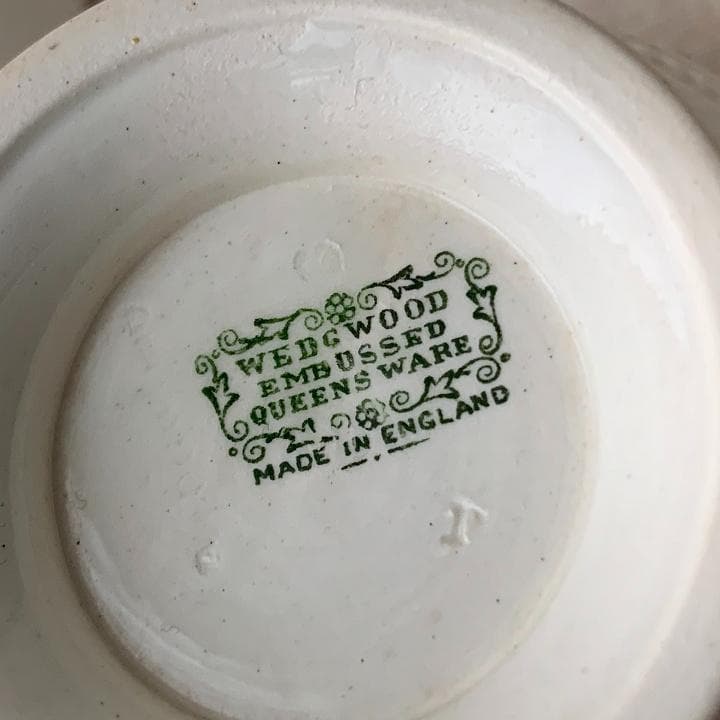 WEDGWOOD
EMBOSSED
QUEENS WARE
MADE IN ENGLAND